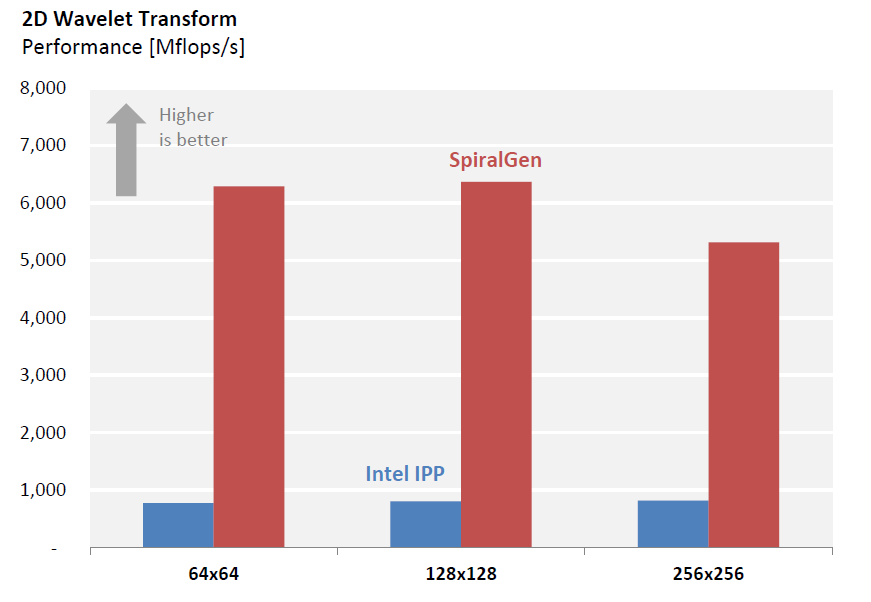 2D Wavelet Transform
Performance [Mflops/s]
8,000
Higher
is better
7,000
SpiralGen
6,000
5,000
4,000
3,000
2,000
Intel IPP
1,000
-
64x64 128x128 256x256